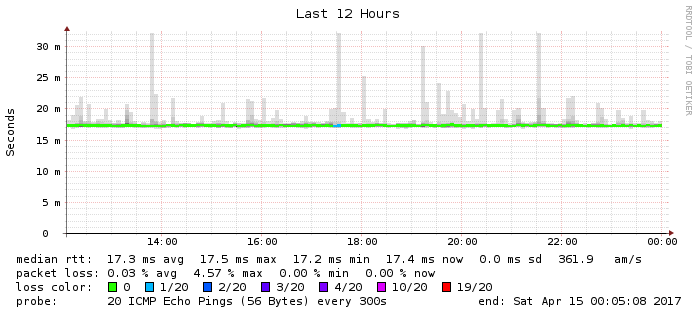 Last 12 Hours
RRDTOOL / TOBI OETIKER
Seconds
30 m
25 m
20 m
15 m
10 m
5 m
0
14:00 16:00 18:00 20:00 22:00 00:00
median rtt: 17.3 ms avg 17.5 ms max 17.2 ms min 17.4 ms now 0.0 ms sd 361.9 am/s
packet loss: 0.03 % avg 4.57 % max 0.00 % min 0.00 % now
loss color: 0 1/20 2/20 3/20 4/20 10/20 19/20
probe: 20 ICMP Echo Pings (56 Bytes) every 300s end: Sat Apr 15 00:05:08 2017